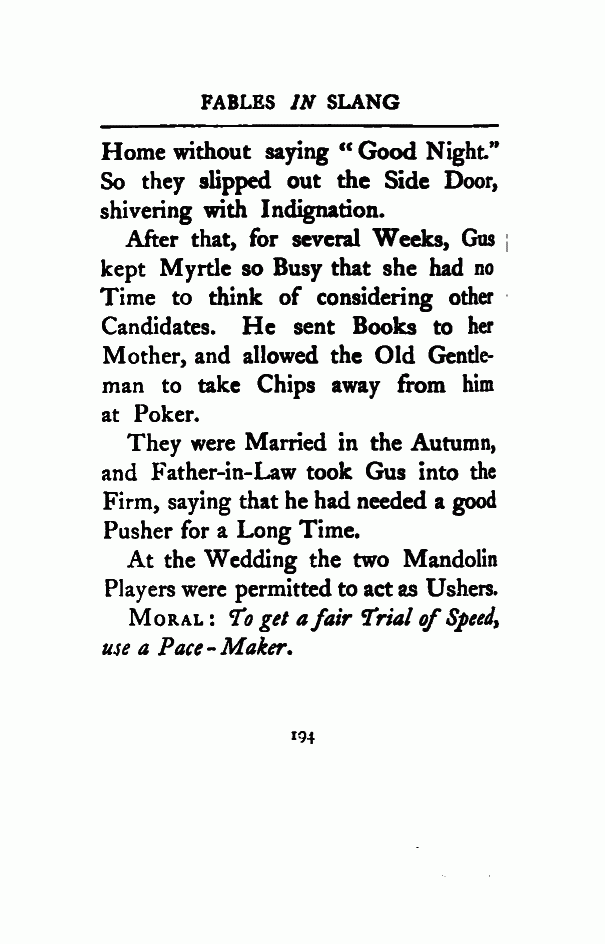 FABLES IN SLANG
Home without saying “Good Night.”
So they slipped out the Side Door,
shivering with Indignation.
After that, for several Weeks, Gus
kept Myrtle so Busy that she had no
Time to think of considering other
Candidates. He sent Books to her
Mother, and allowed the Old Gentle-
man to take Chips away from him
at Poker.
They were Married in the Autumn,
and Father-in-Law took Gus into the
Firm, saying that he had needed a good
Pusher for a Long Time.
At the Wedding the two Mandolin
Players were permitted to act as Ushers.
MORAL: To get a fair Trial of Speed,
use a Pace-Maker.
194